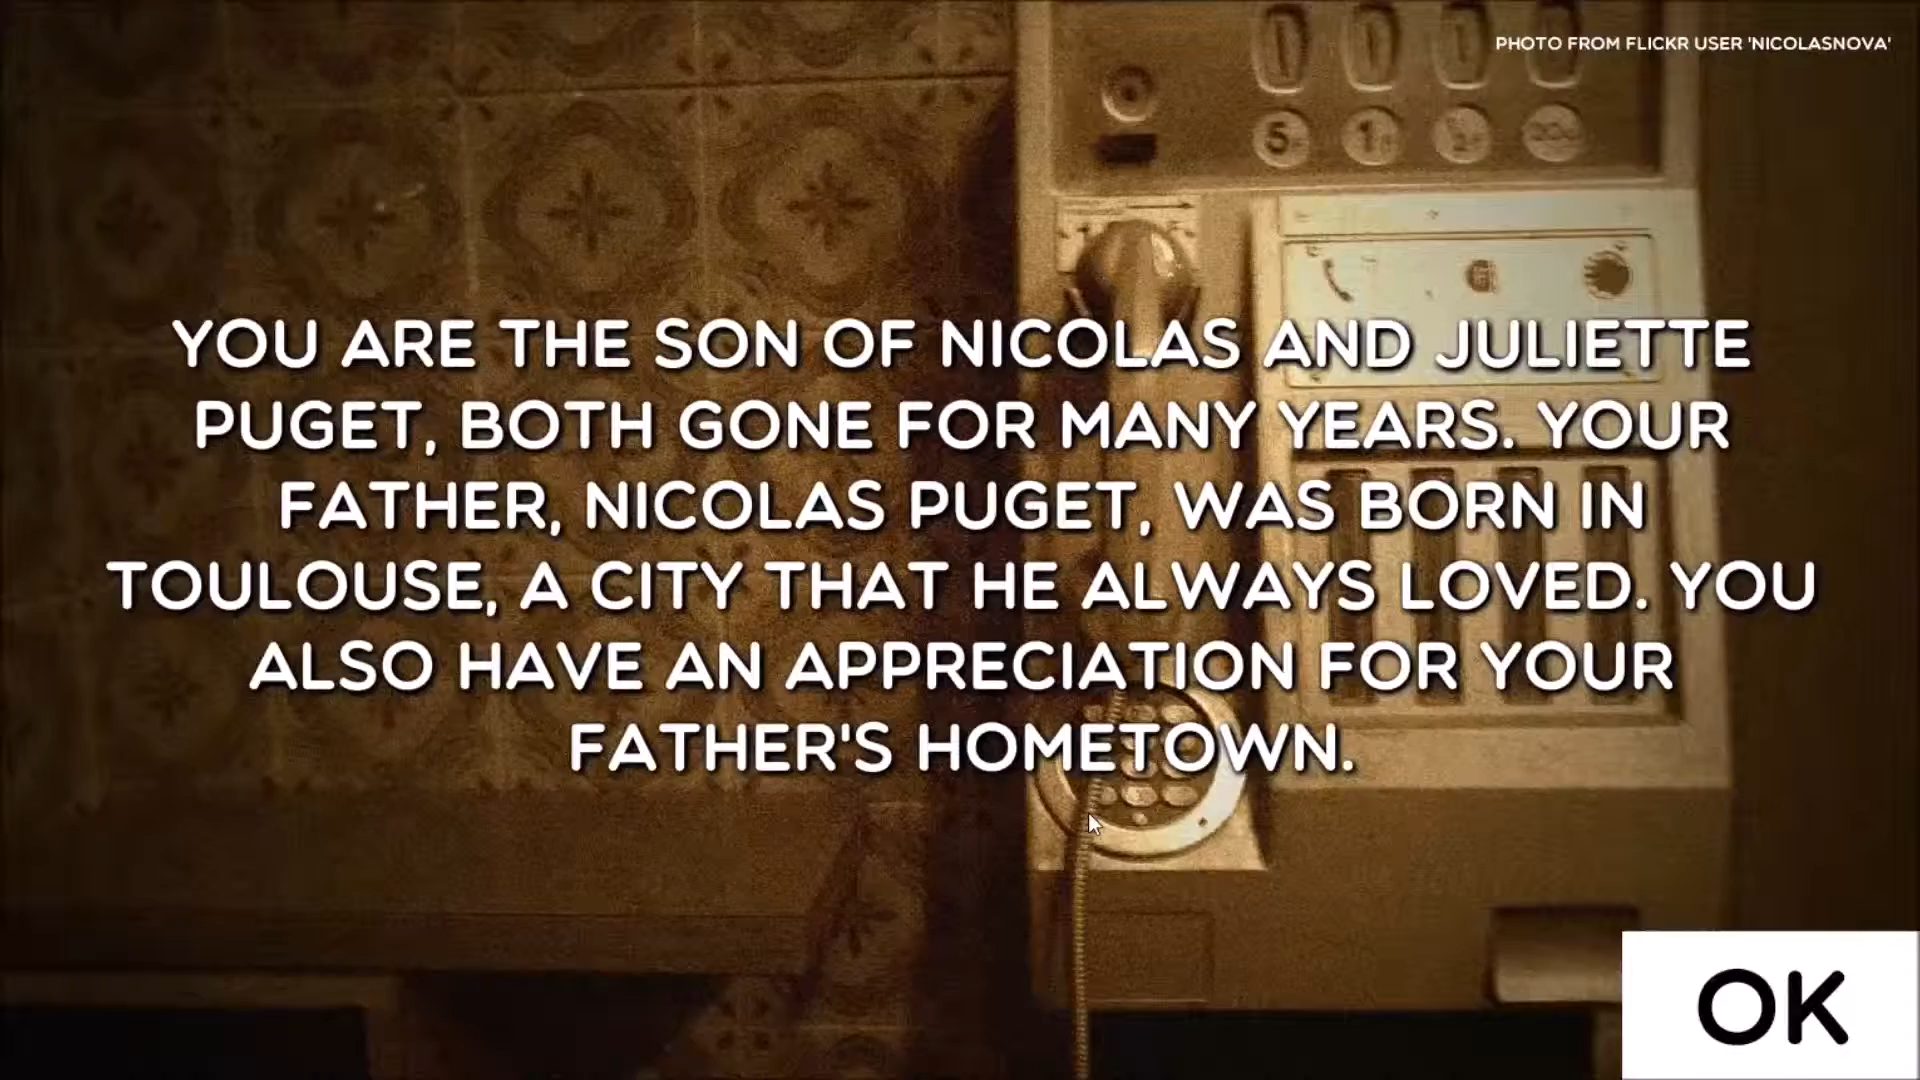 PHOTO FROM FLICKR USER 'NICOLASNOVA'
5
YOU ARE THE SON OF NICOLAS AND JULIETTE
PUGET, BOTH GONE FOR MANY YEARS. YOUR
FATHER, NICOLAS PUGET, WAS BORN IN
TOULOUSE, A CITY THAT HE ALWAYS LOVED. YOU
ALSO HAVE AN APPRECIATION FOR YOUR
FATHER'S HOMETOWN.
OK